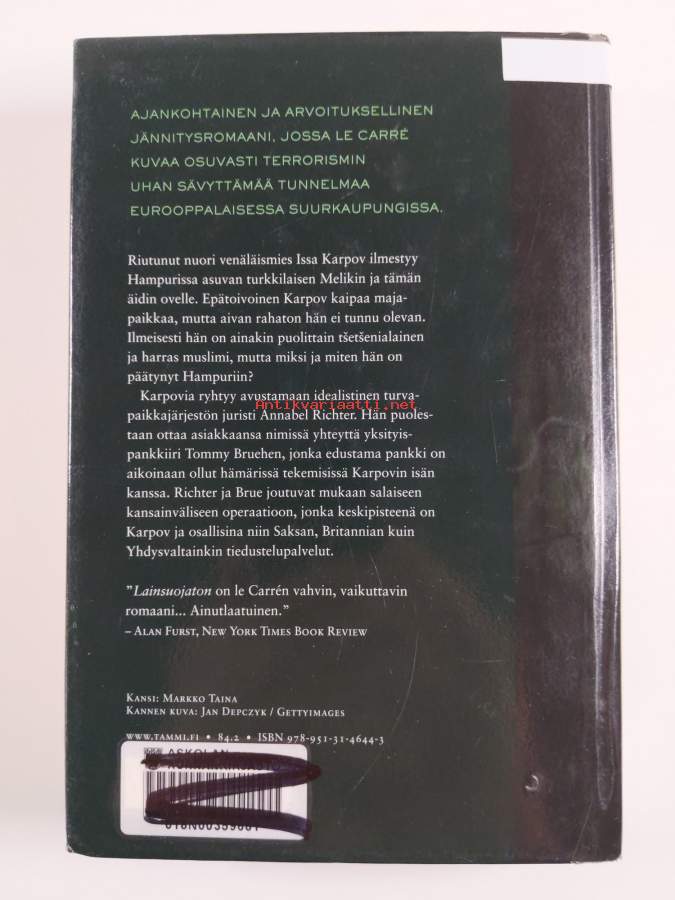 AJANKOHTAINEN JA ARVOITUKSELLINEN
JÄNNITYSROMAANI, JOSSA LE CARRÉ
KUVAA OSUVASTI TERRORISMIN
UHAN SÄVYTTÄMÄÄ TUNNELMAA
EUROOPPALAISESSA SUURKAUPUNGISSA.
Riutunut nuori venäläismies Issa Karpov ilmestyy
Hampurissa asuvan turkkilaisen Melikin ja tämän
äidin ovelle. Epätoivoinen Karpov kaipaa maja-
paikkaa, mutta aivan rahaton hän ei tunnu olevan.
Ilmeisesti hän on ainakin puolittain tšetšenialainen
ja harras muslimi, mutta miksi ja miten hän on
päätynyt Hampuriin?
Karpovia ryhtyy avustamaan idealistinen turva-
Antikvariaatti.net
paikkajärjestön juristi Annabel Richter. Hän puoles-
taan ottaa asiakkaansa nimissä yhteyttä yksityis-
pankkiiri Tommy Bruehen, jonka edustama pankki on
aikoinaan ollut hämärissä tekemisissä Karpovin isän
kanssa. Richter ja Brue joutuvat mukaan salaiseen
kansainväliseen operaatioon, jonka keskipisteenä on
Karpov ja osallisina niin Saksan, Britannian kuin
Yhdysvaltainkin tiedustelupalvelut.
”Lainsuojaton on le Carrén vahvin, vaikuttavin
romaani... Ainutlaatuinen.”
– ALAN FURST, NEW YORK TIMES BOOK REVIEW
KANSI: MARKKO TAINA
KANNEN KUVA: JAN DEPCZYK / GETTYIMAGES
WWW.TAMMI.FI • 84.2 • ISBN 978-951-31-4644-3
ASKOLAN